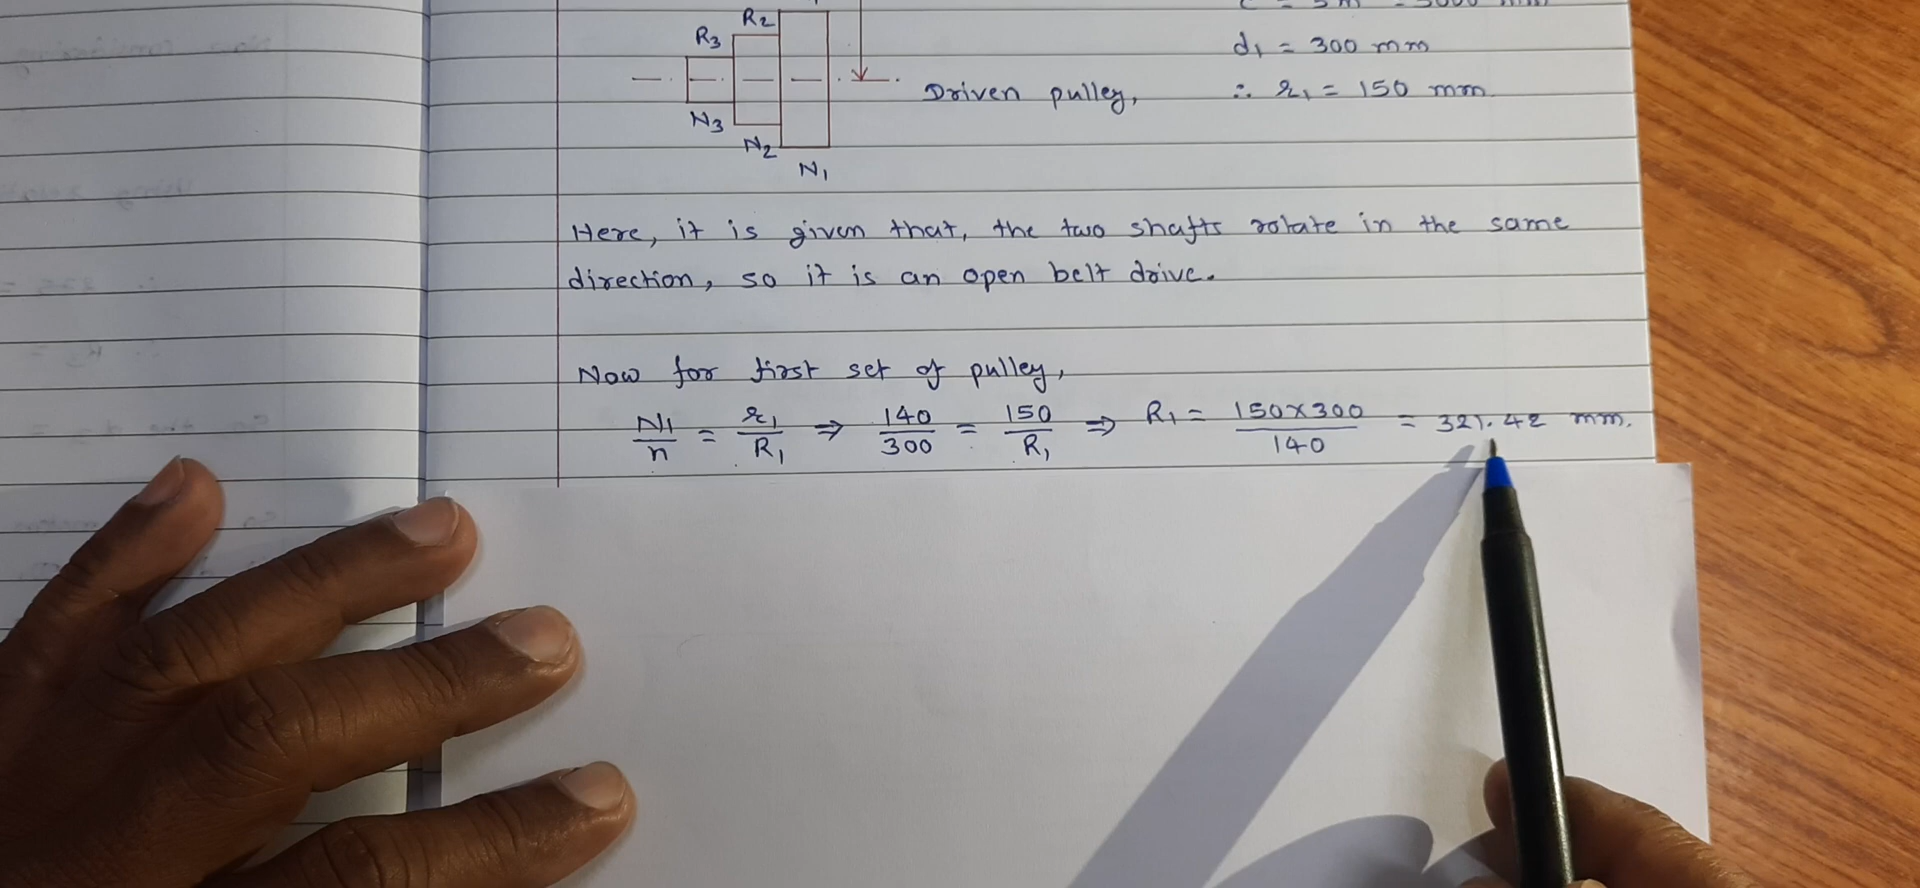 R₂
R₃
d₁ = 300 mm
Driven pulley,
∴ r₁ = 150 mm
N₃
N₂
N₁
Here, it is given that, the two shafts rotate in the same
direction, so it is an open belt drive.
Now for first set of pulley,
N₁/n = r₁/R₁ ⇒ 140/300 = 150/R₁ ⇒ R₁ = 150×300/140 = 321.42 mm.